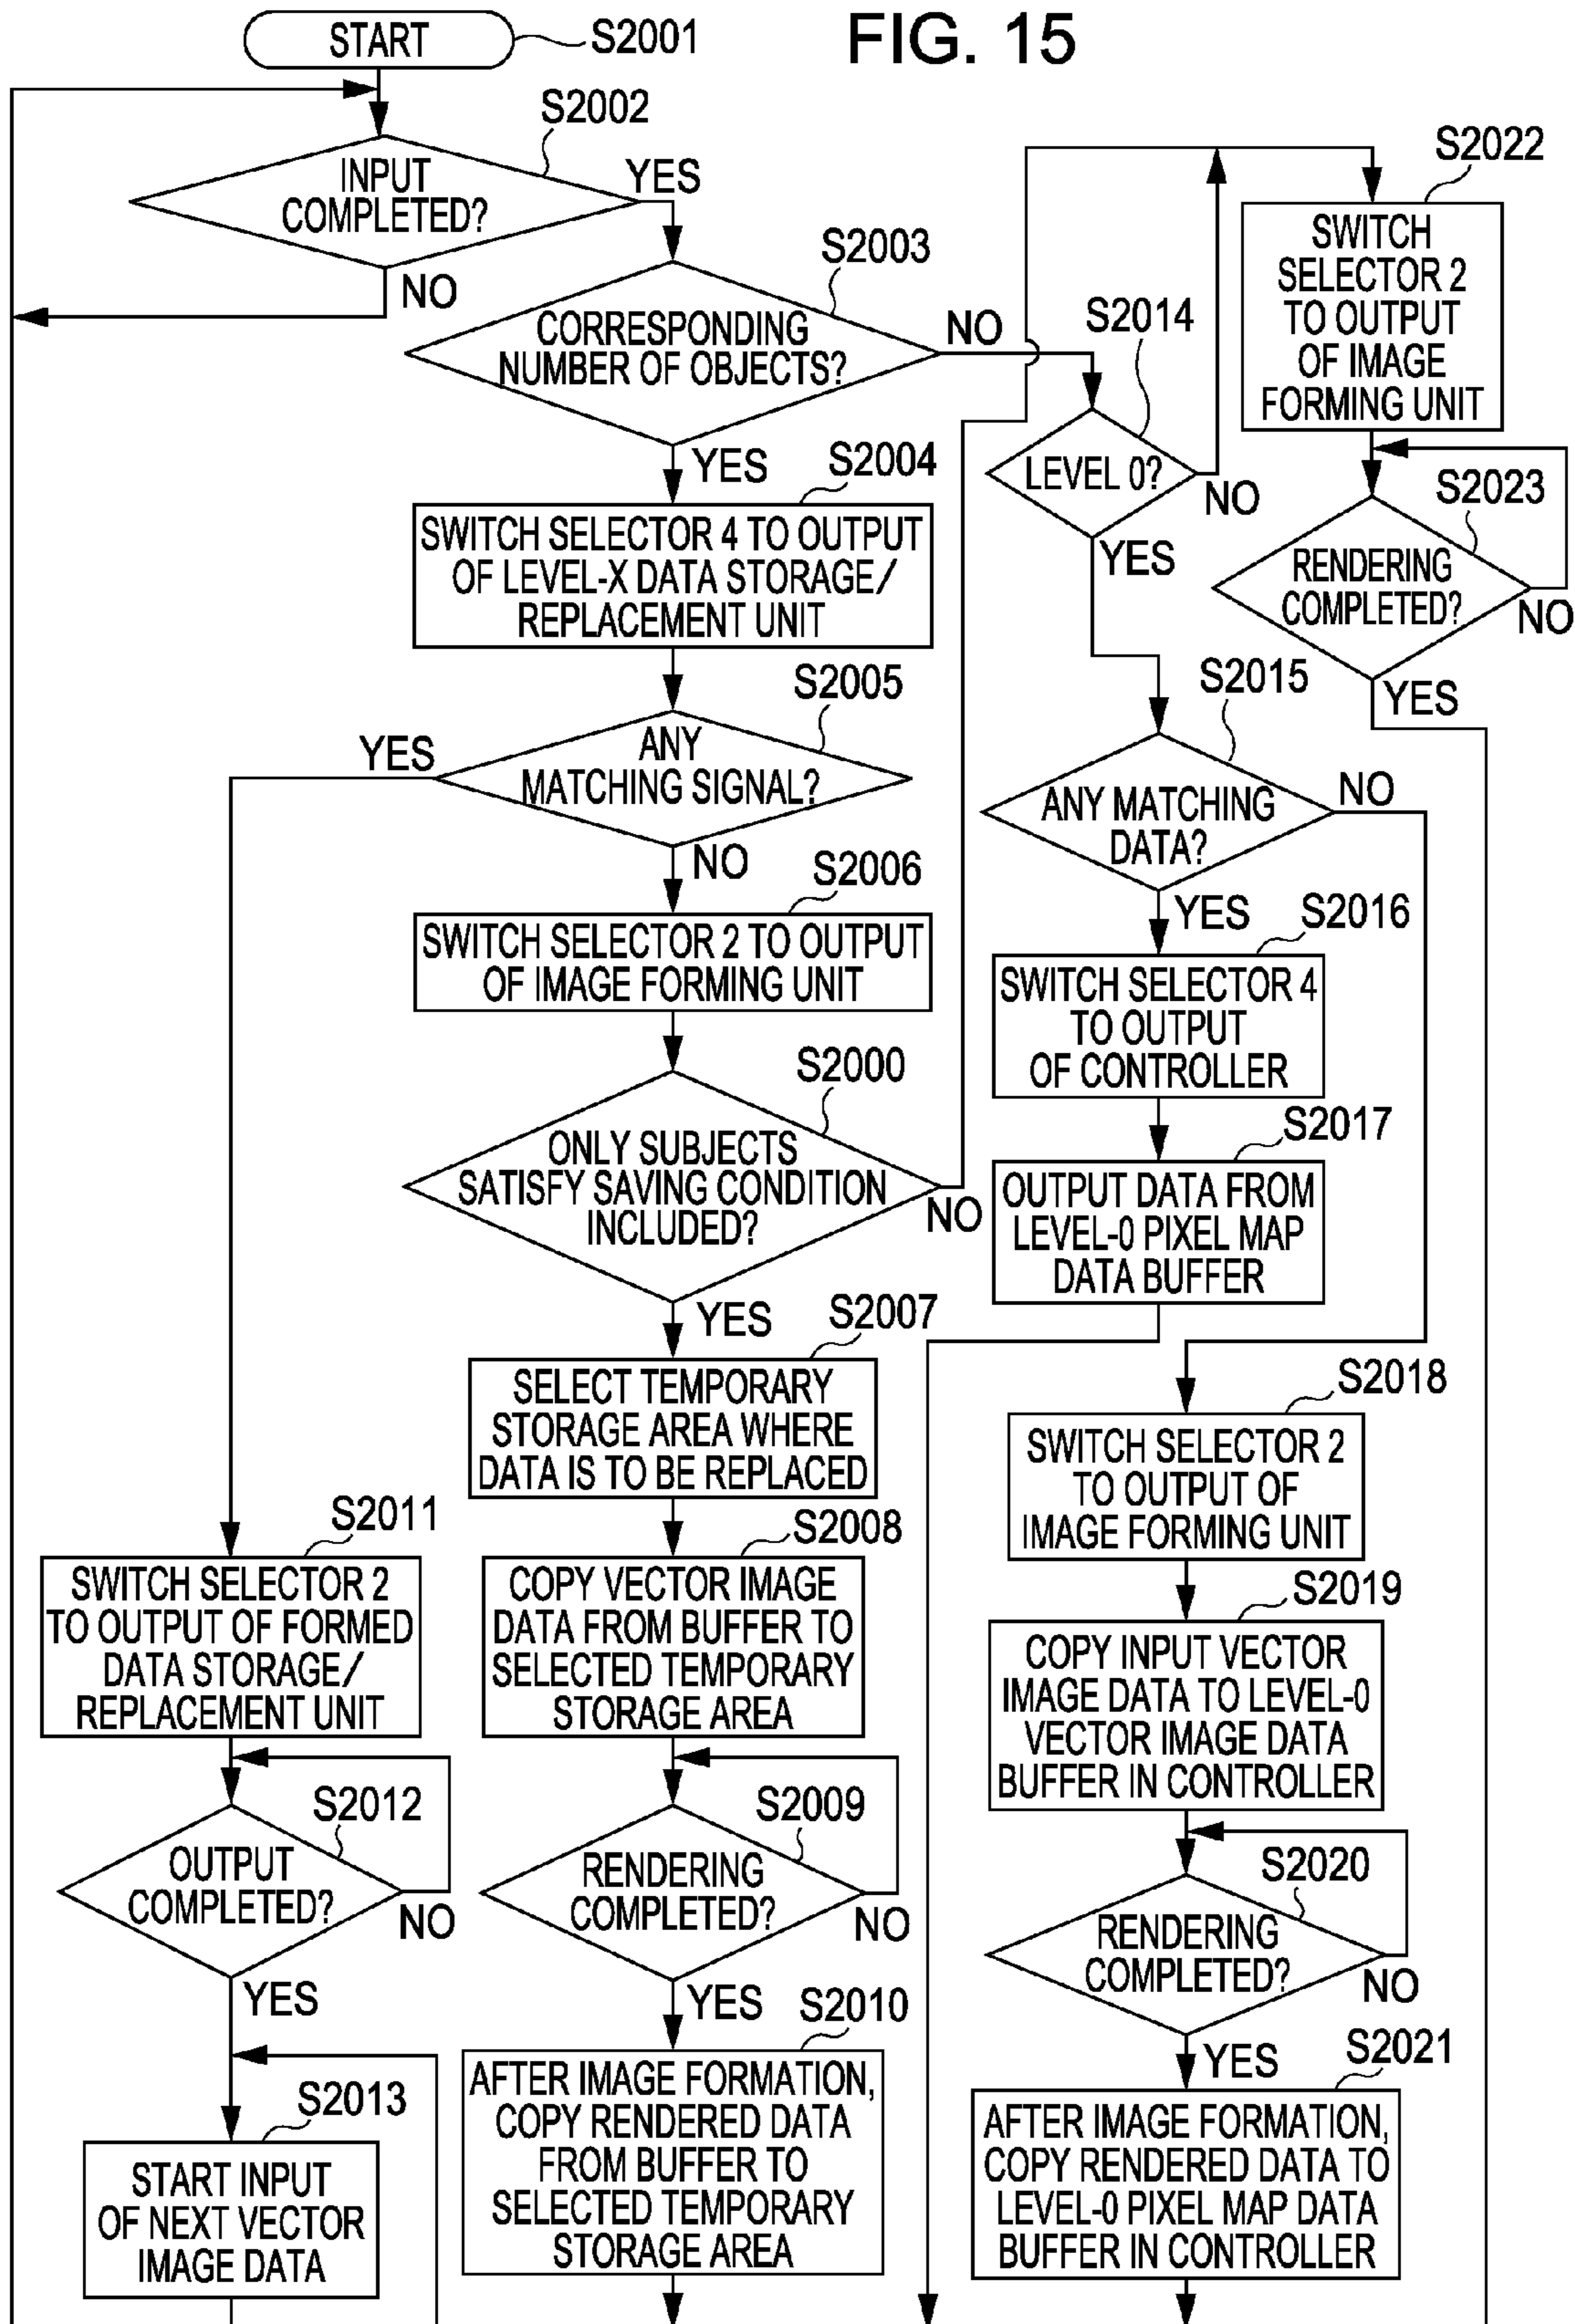 FIG. 15
START
S2001
S2002
INPUT
COMPLETED?
YES
NO
S2003
CORRESPONDING
NUMBER OF OBJECTS?
NO
YES
S2004
SWITCH SELECTOR 4 TO OUTPUT
OF LEVEL-X DATA STORAGE/
REPLACEMENT UNIT
S2005
ANY
MATCHING SIGNAL?
YES
NO
S2006
SWITCH SELECTOR 2 TO OUTPUT
OF IMAGE FORMING UNIT
S2000
ONLY SUBJECTS
SATISFY SAVING CONDITION
INCLUDED?
NO
YES
S2007
SELECT TEMPORARY
STORAGE AREA WHERE
DATA IS TO BE REPLACED
S2008
COPY VECTOR IMAGE
DATA FROM BUFFER TO
SELECTED TEMPORARY
STORAGE AREA
S2009
RENDERING
COMPLETED?
NO
YES
S2010
AFTER IMAGE FORMATION,
COPY RENDERED DATA
FROM BUFFER TO
SELECTED TEMPORARY
STORAGE AREA
S2011
SWITCH SELECTOR 2
TO OUTPUT OF FORMED
DATA STORAGE/
REPLACEMENT UNIT
S2012
OUTPUT
COMPLETED?
NO
YES
S2013
START INPUT
OF NEXT VECTOR
IMAGE DATA
S2014
LEVEL 0?
NO
YES
S2015
ANY MATCHING
DATA?
NO
YES
S2016
SWITCH SELECTOR 4
TO OUTPUT
OF CONTROLLER
S2017
OUTPUT DATA FROM
LEVEL-0 PIXEL MAP
DATA BUFFER
S2018
SWITCH SELECTOR 2
TO OUTPUT OF
IMAGE FORMING UNIT
S2019
COPY INPUT VECTOR
IMAGE DATA TO LEVEL-0
VECTOR IMAGE DATA
BUFFER IN CONTROLLER
S2020
RENDERING
COMPLETED?
NO
YES
S2021
AFTER IMAGE FORMATION,
COPY RENDERED DATA TO
LEVEL-0 PIXEL MAP DATA
BUFFER IN CONTROLLER
S2022
SWITCH
SELECTOR 2
TO OUTPUT
OF IMAGE
FORMING UNIT
S2023
RENDERING
COMPLETED?
NO
YES